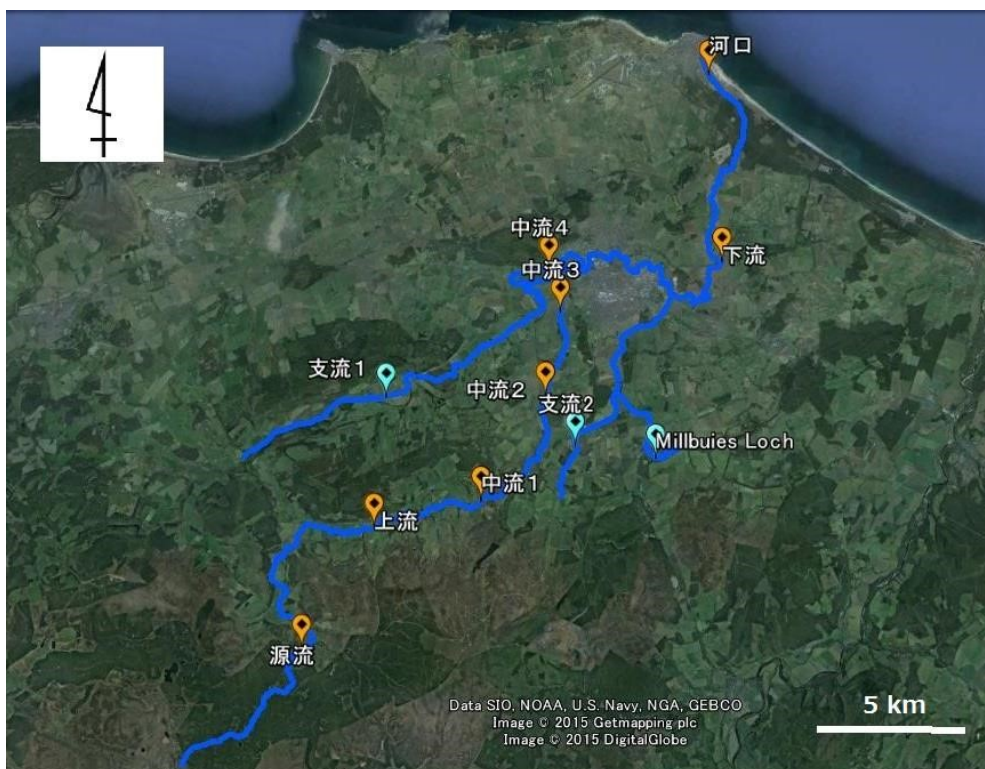 河口
中流4
下流
中流3
支流1
中流2
支流2
Millbuies Loch
中流1
上流
源流
Data SIO, NOAA, U.S. Navy, NGA, GEBCO
Image © 2015 Getmapping plc
Image © 2015 DigitalGlobe
5 km